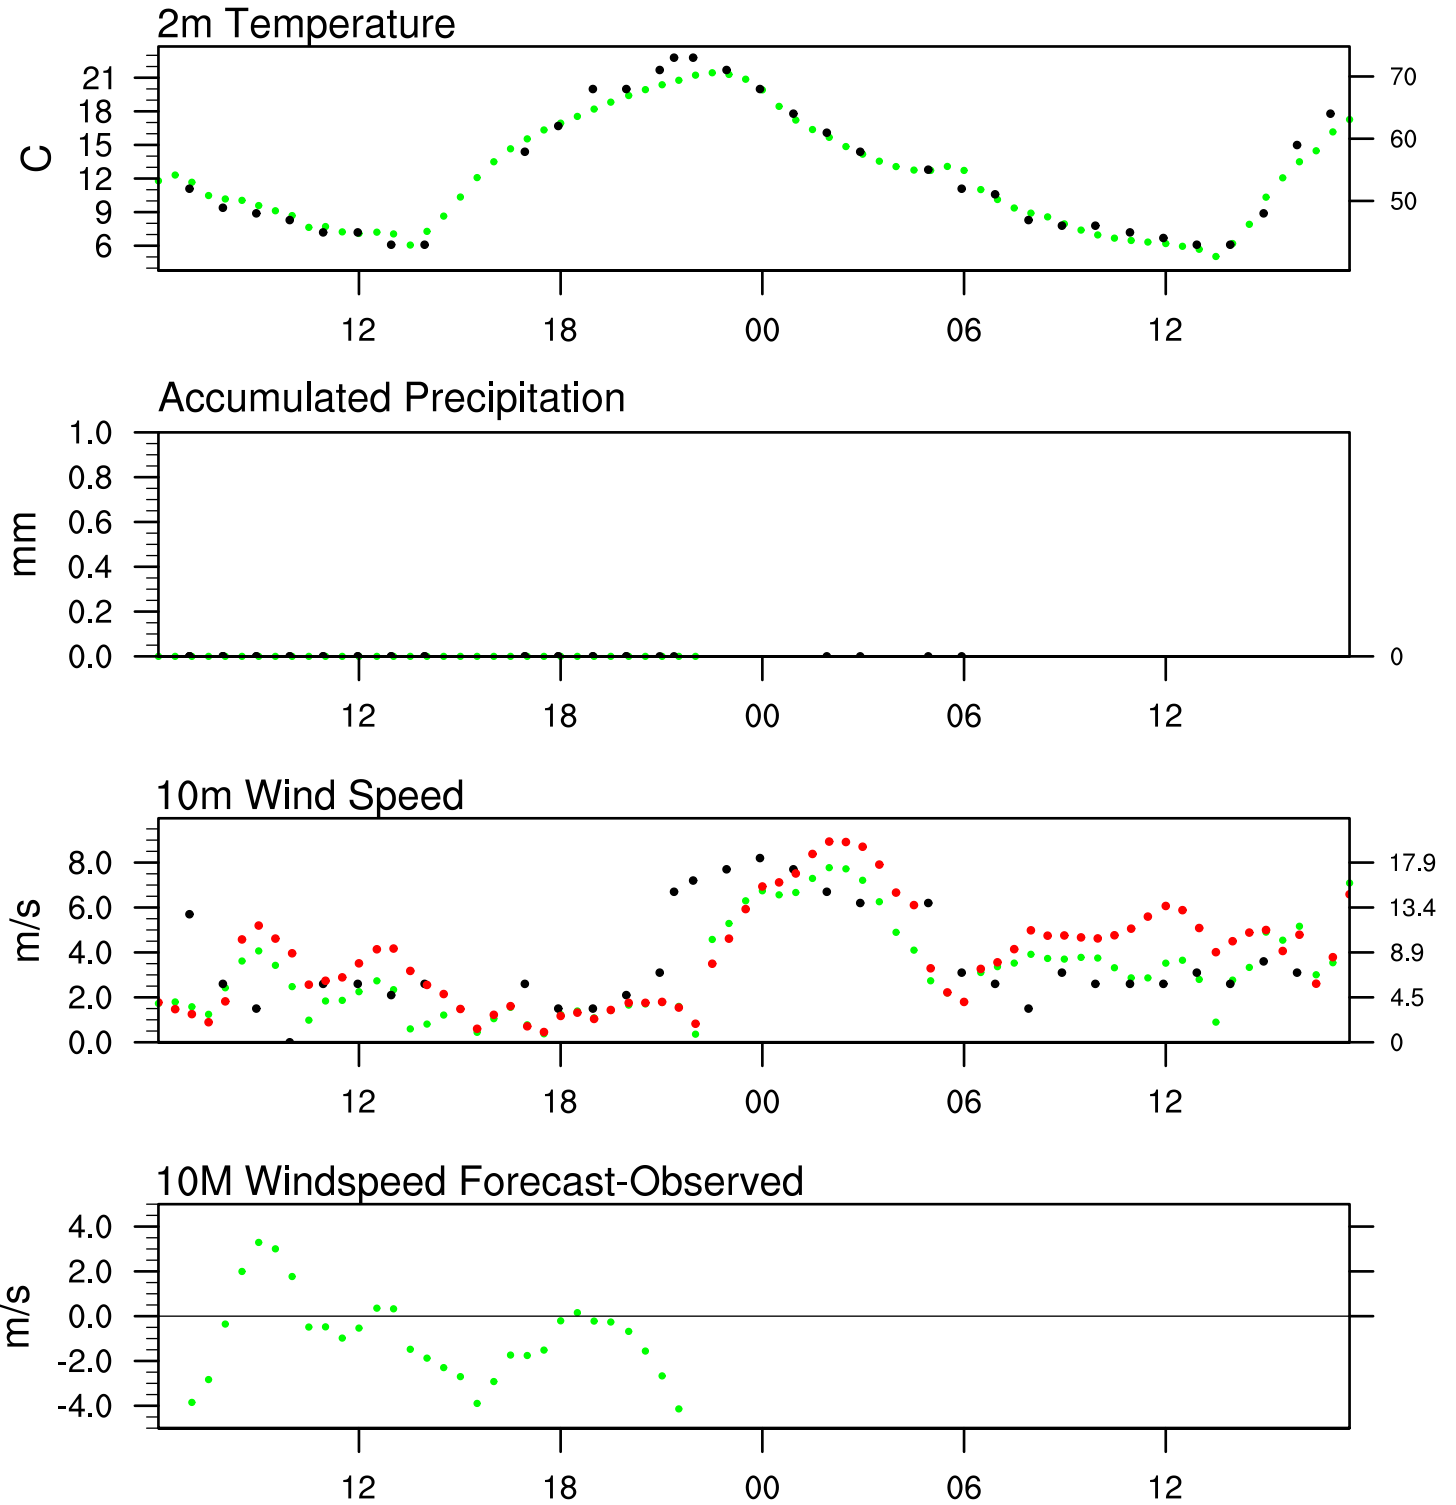 2m Temperature
21
18
15
12
9
6
C
70
60
50
12 18 00 06 12
Accumulated Precipitation
1.0
0.8
0.6
0.4
0.2
0.0
mm
0
12 18 00 06 12
10m Wind Speed
8.0
6.0
4.0
2.0
0.0
m/s
17.9
13.4
8.9
4.5
0
12 18 00 06 12
10M Windspeed Forecast-Observed
4.0
2.0
0.0
-2.0
-4.0
m/s
12 18 00 06 12